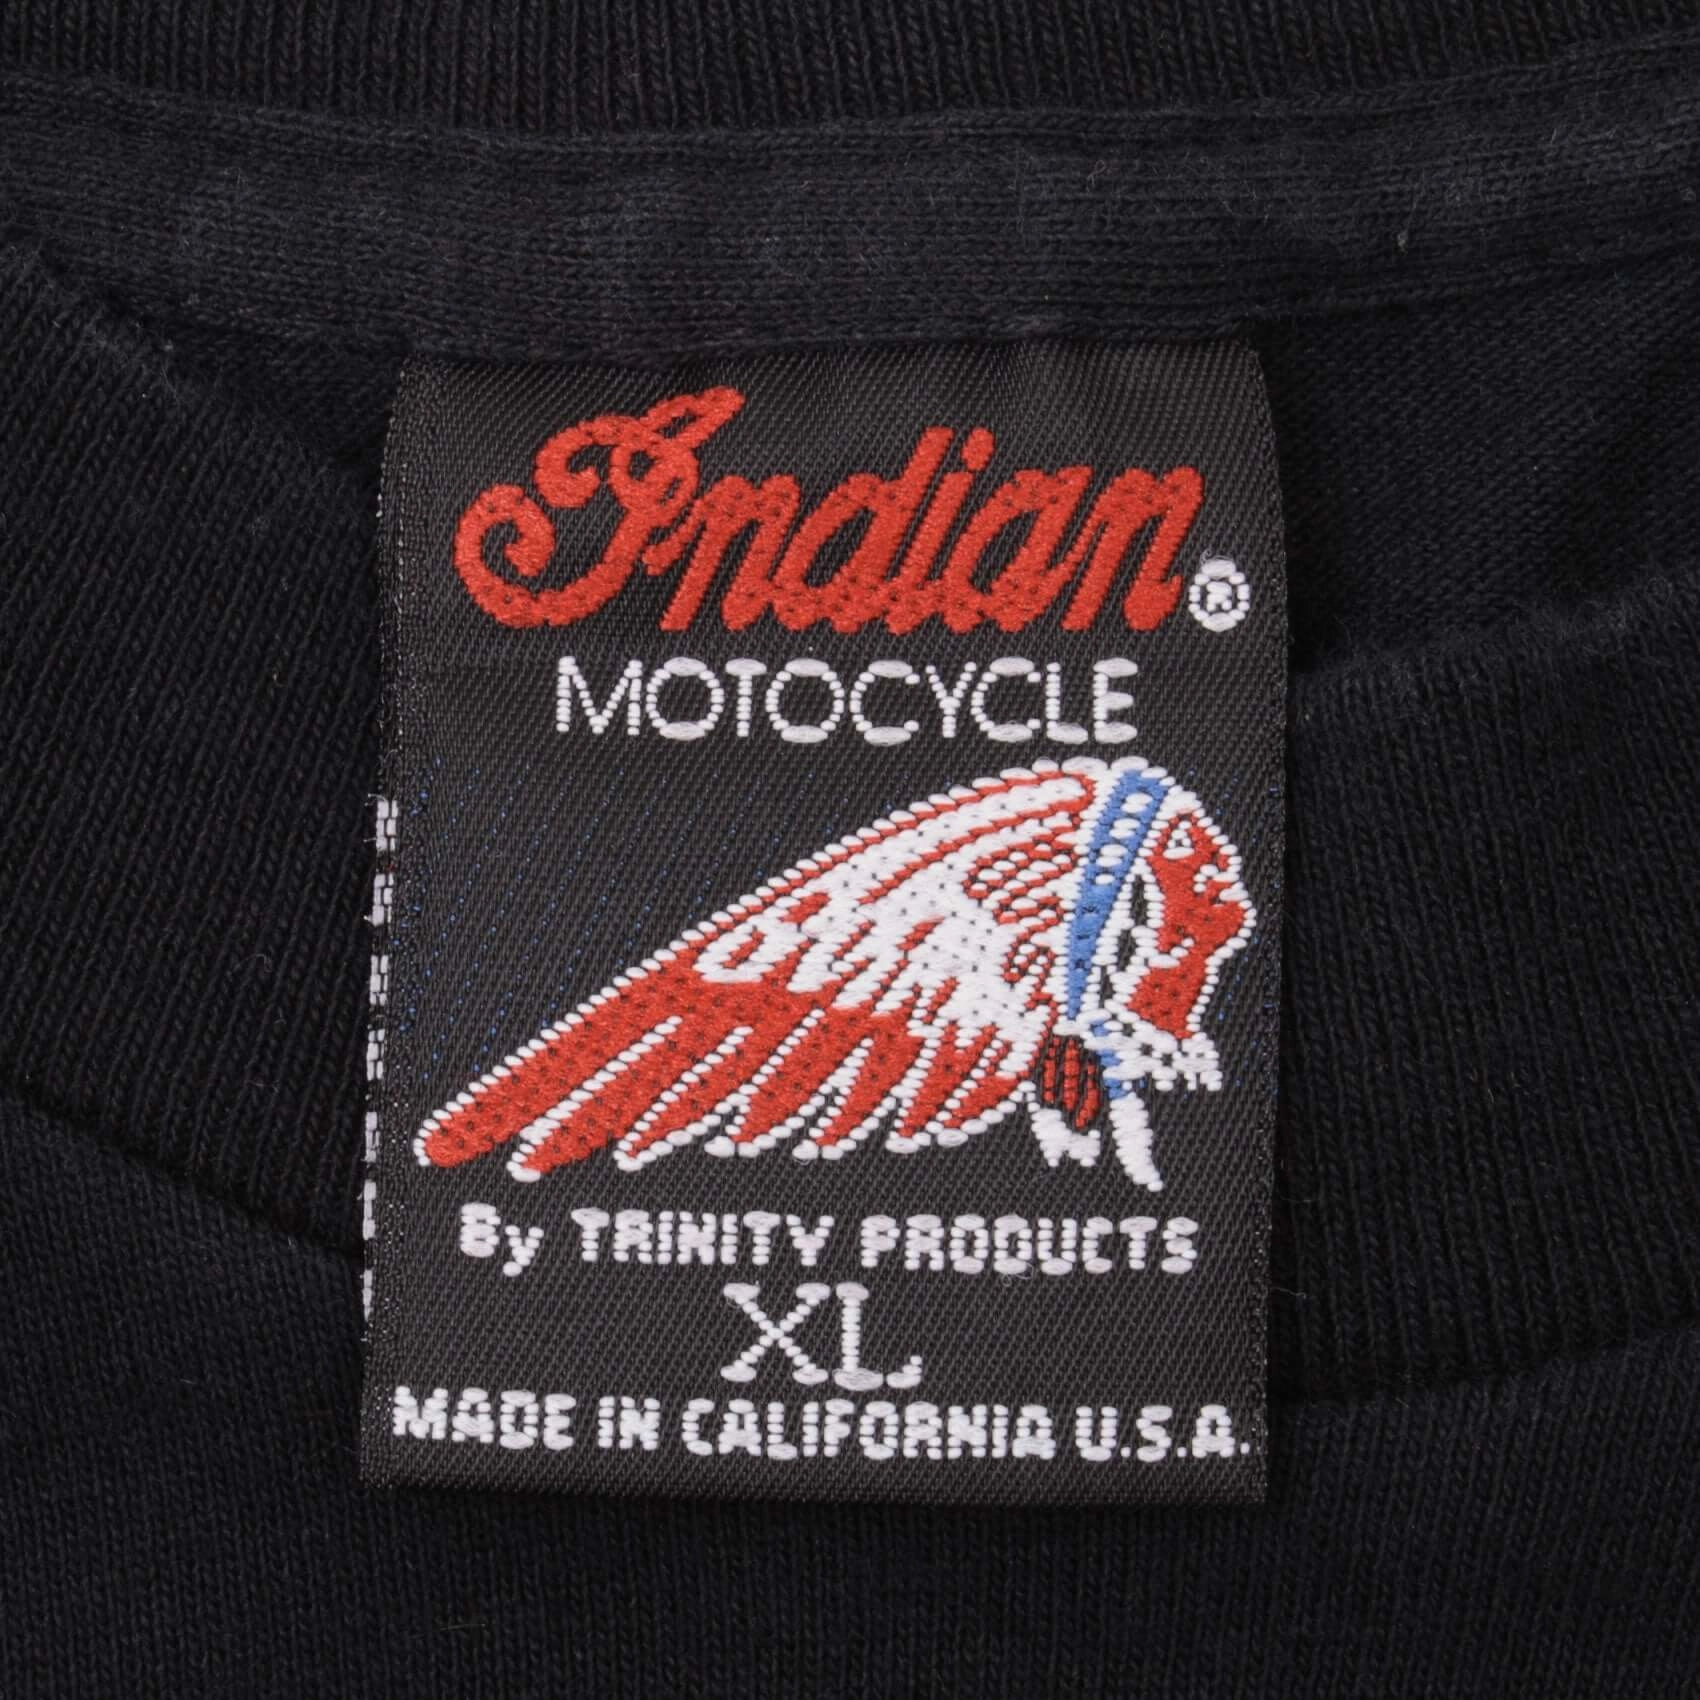 Indian®
MOTOCYCLE
By TRINITY PRODUCTS
XL
MADE IN CALIFORNIA U.S.A.